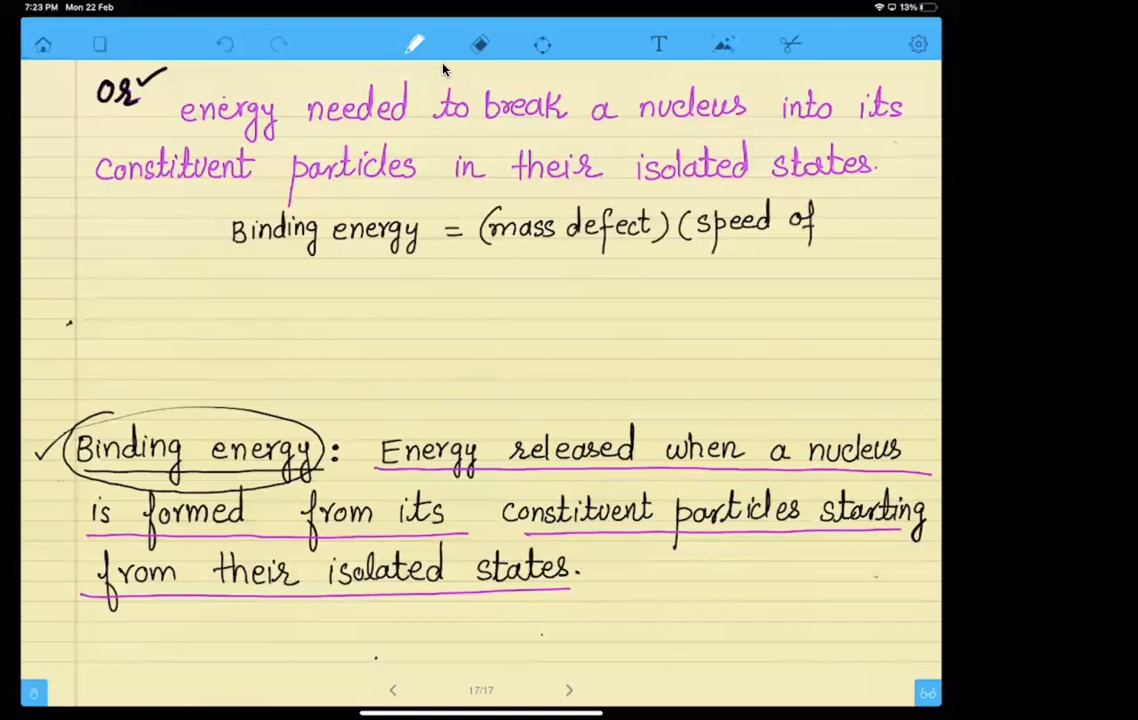 7:23 PM Mon 22 Feb
13%
T
OR
energy needed to break a nucleus into its
constituent particles in their isolated states.
Binding energy = (mass defect) (speed of
Binding energy : Energy released when a nucleus
is formed from its constituent particles starting
from their isolated states.
17/17